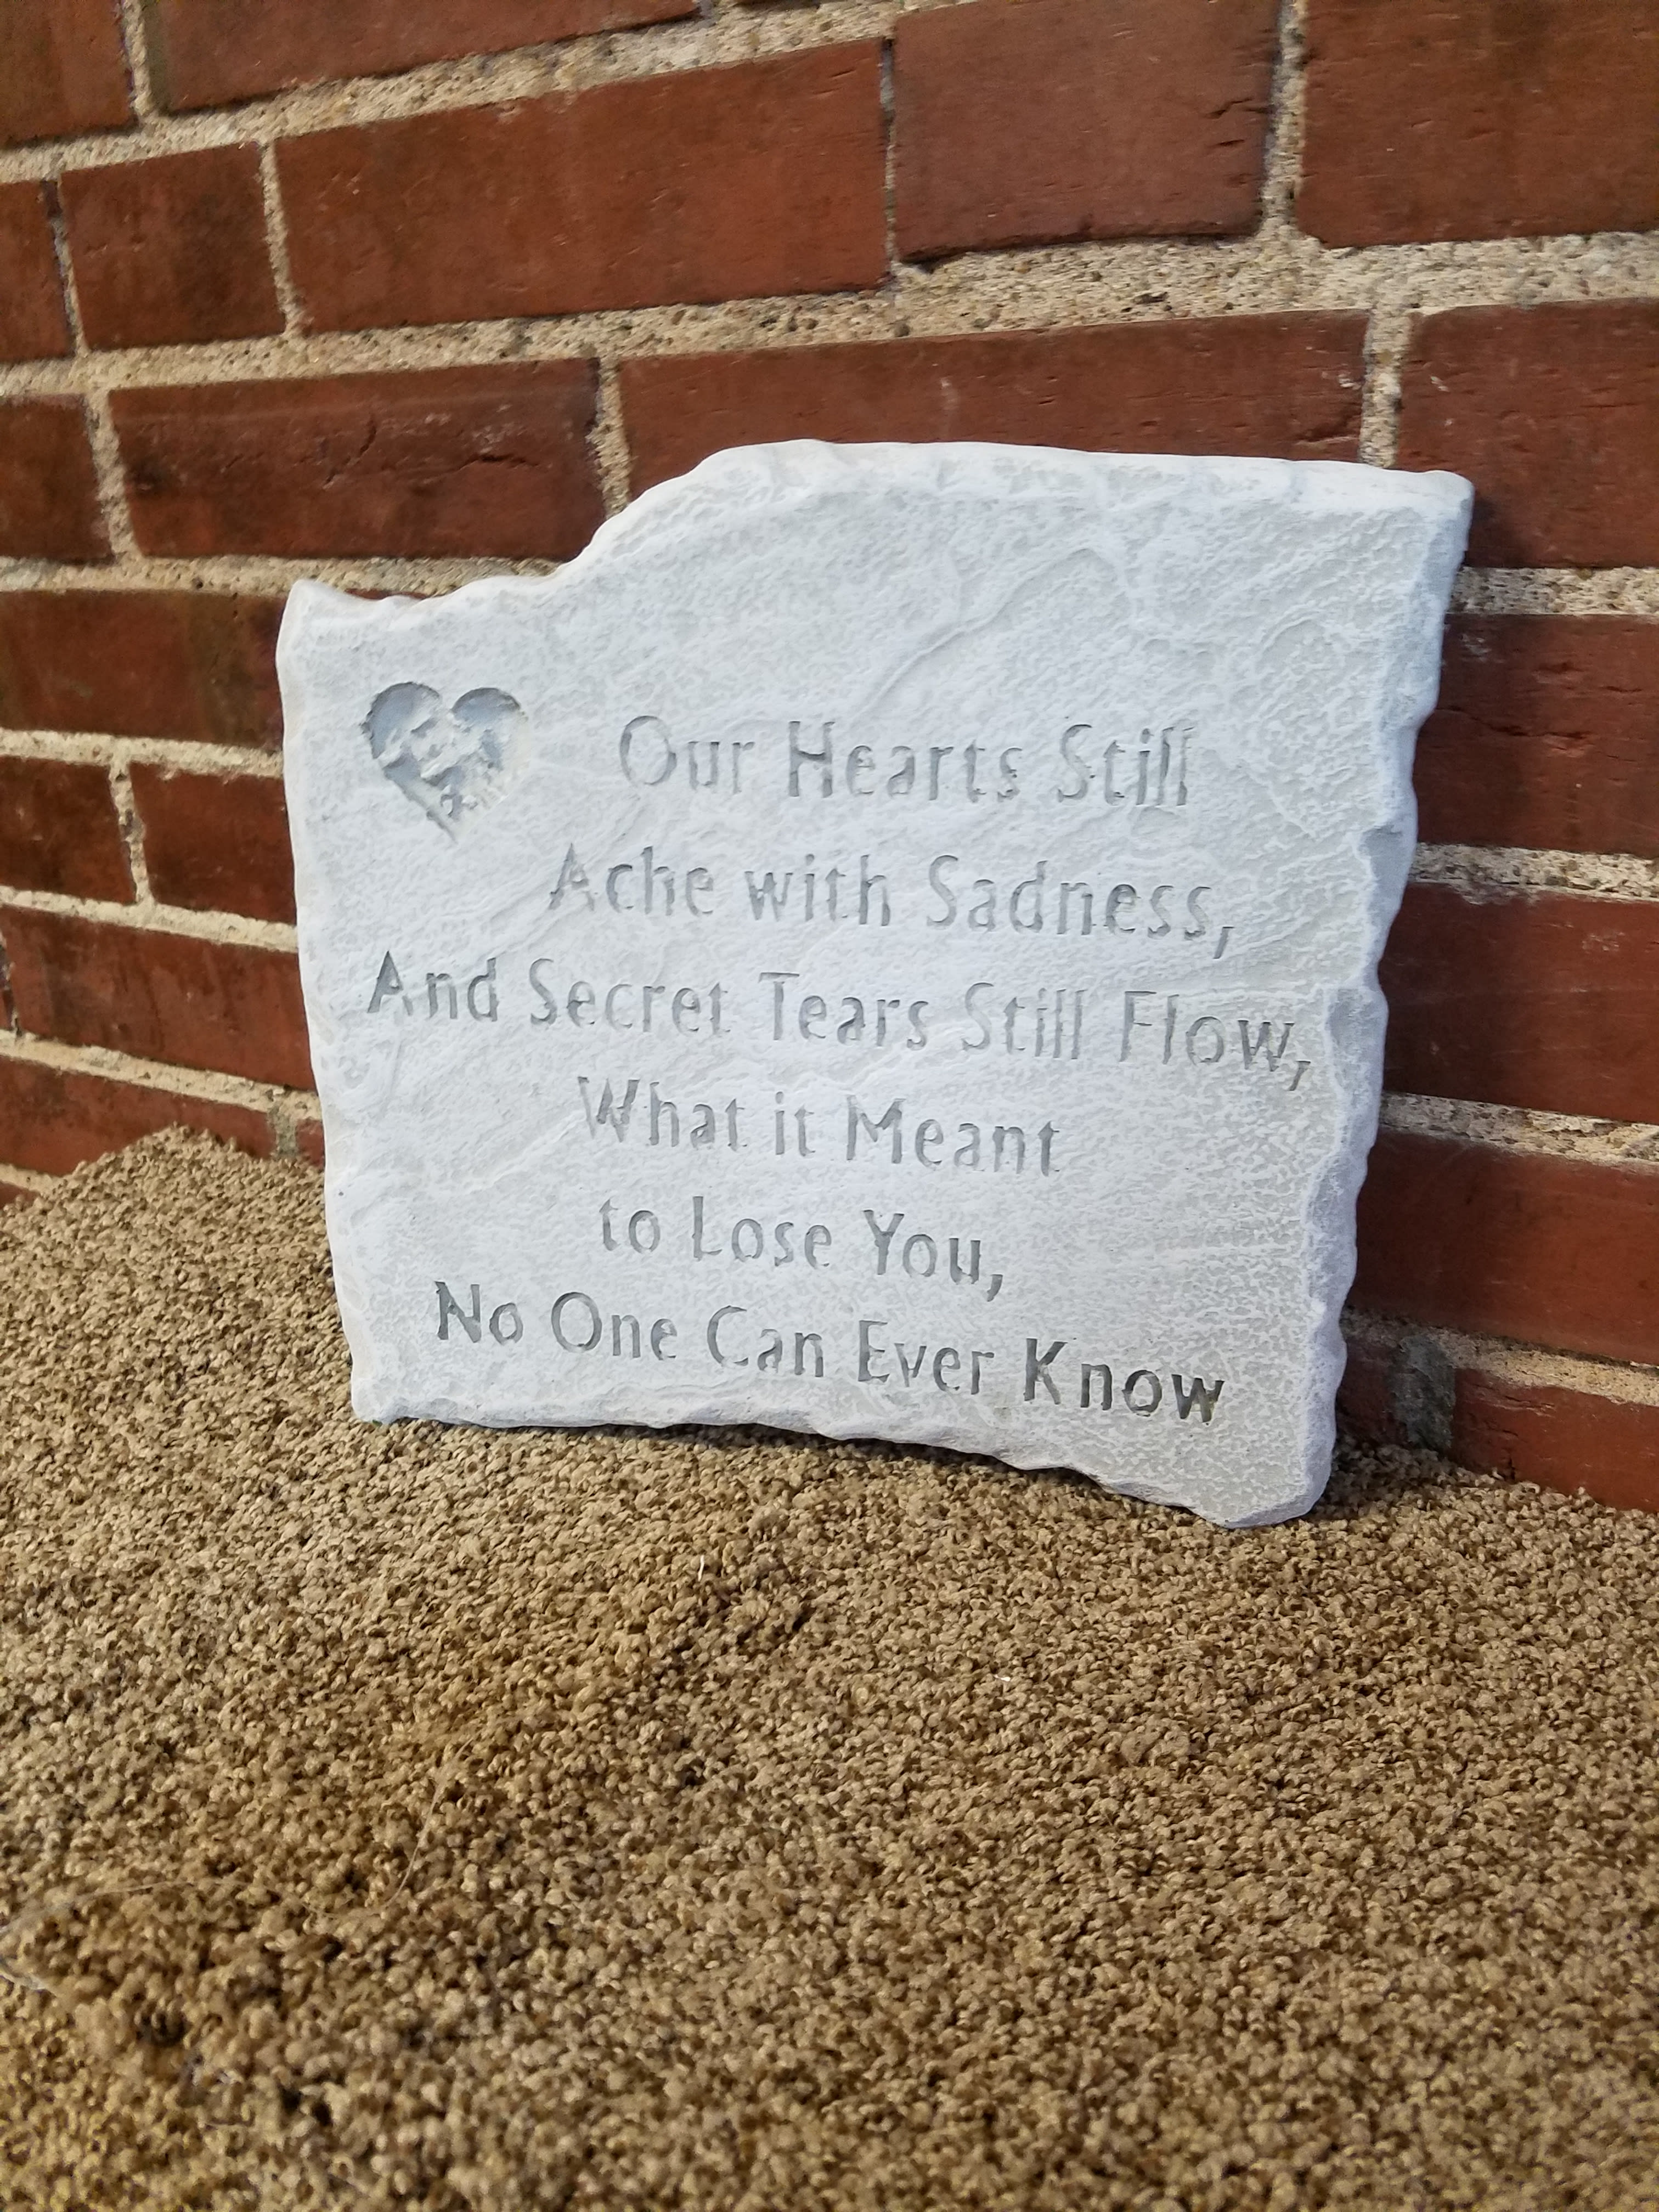 Our Hearts Still
Ache with Sadness,
And Secret Tears Still Flow,
What it Meant
to Lose You,
No One Can Ever Know